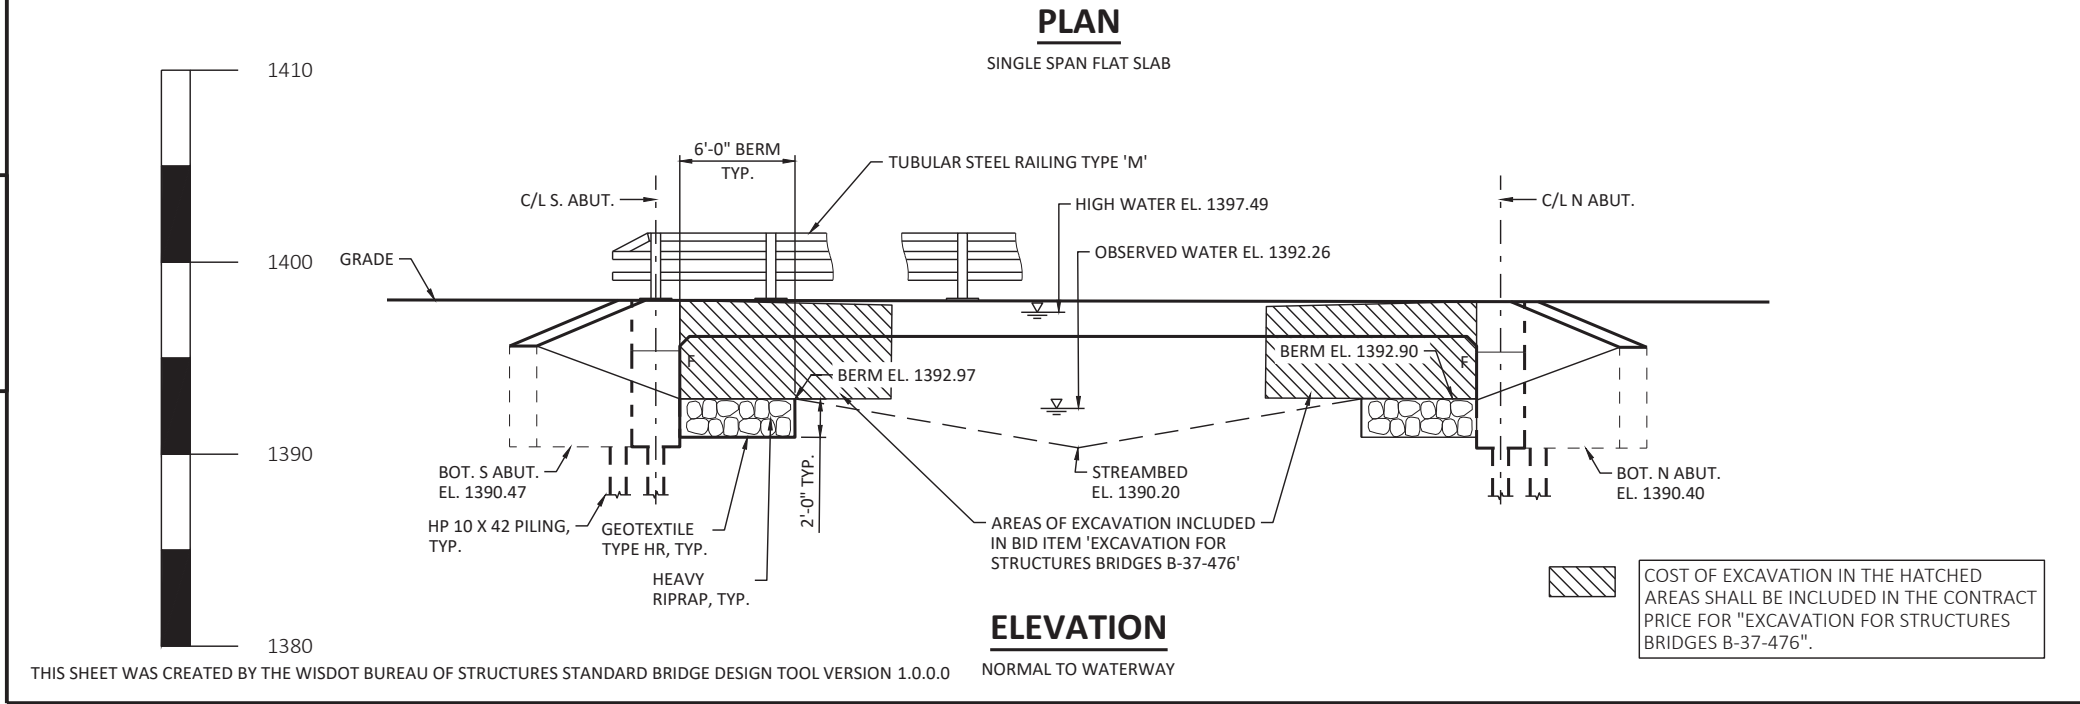 PLAN
SINGLE SPAN FLAT SLAB
1410
6'-0" BERM
TYP.
TUBULAR STEEL RAILING TYPE 'M'
C/L S. ABUT.
HIGH WATER EL. 1397.49
C/L N ABUT.
OBSERVED WATER EL. 1392.26
1400
GRADE
F
BERM EL. 1392.97
BERM EL. 1392.90
F
1390
BOT. S ABUT.
EL. 1390.47
2'-0" TYP.
STREAMBED
EL. 1390.20
BOT. N ABUT.
EL. 1390.40
HP 10 X 42 PILING,
TYP.
GEOTEXTILE
TYPE HR, TYP.
AREAS OF EXCAVATION INCLUDED
IN BID ITEM 'EXCAVATION FOR
STRUCTURES BRIDGES B-37-476'
HEAVY
RIPRAP, TYP.
COST OF EXCAVATION IN THE HATCHED
AREAS SHALL BE INCLUDED IN THE CONTRACT
PRICE FOR "EXCAVATION FOR STRUCTURES
BRIDGES B-37-476".
1380
ELEVATION
NORMAL TO WATERWAY
THIS SHEET WAS CREATED BY THE WISDOT BUREAU OF STRUCTURES STANDARD BRIDGE DESIGN TOOL VERSION 1.0.0.0